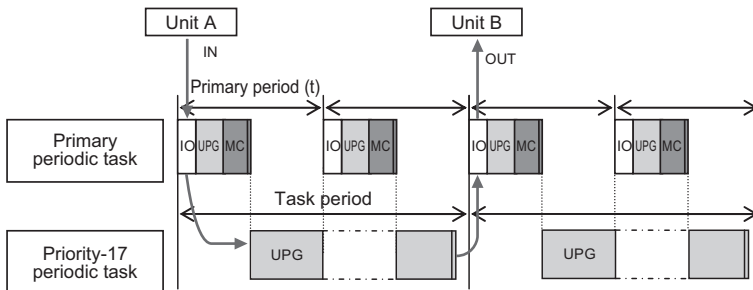 Unit A
Unit B
IN
OUT
Primary period (t)
Primary
periodic task
IO UPG MC
IO UPG MC
IO UPG MC
IO UPG MC
Task period
Priority-17
periodic task
UPG
UPG